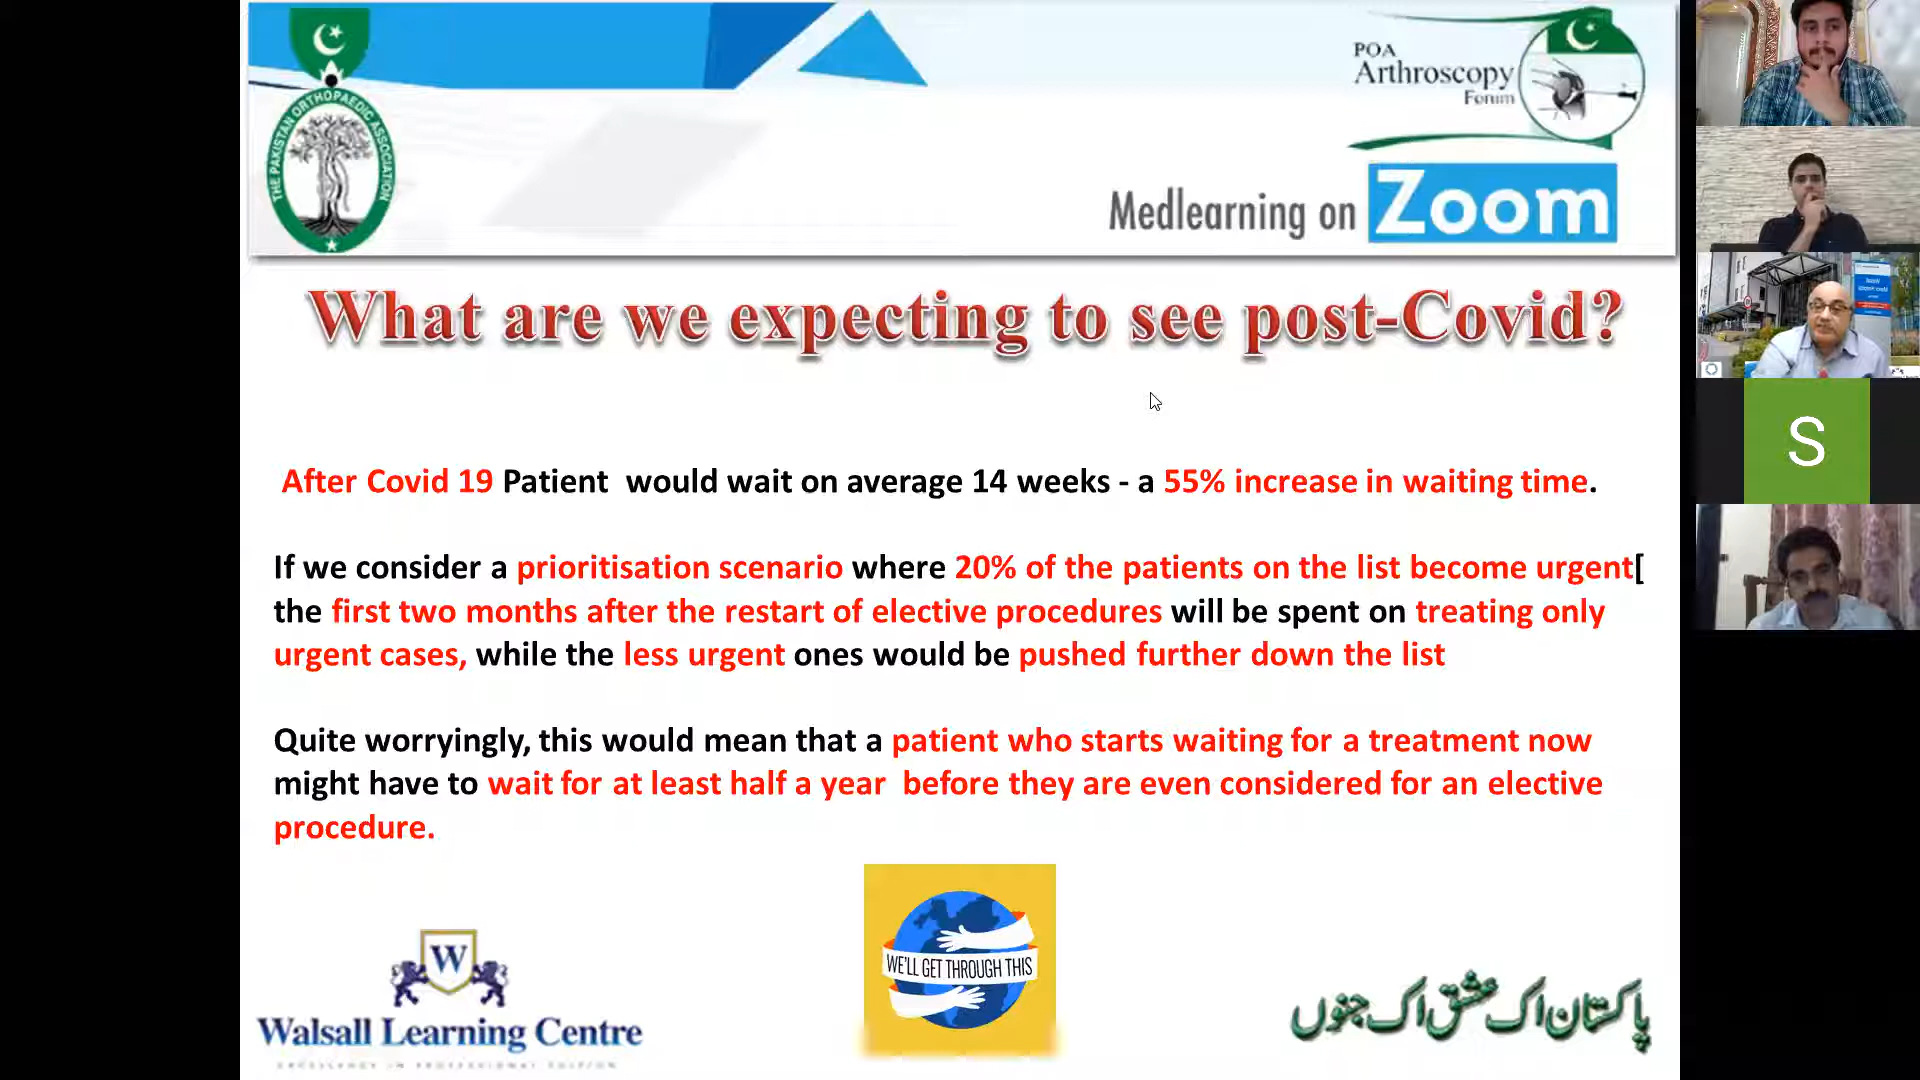 THE PAKISTAN ORTHOPAEDIC ASSOCIATION
POA
Arthroscopy
Forum
Medlearning on Zoom
What are we expecting to see post-Covid?
After Covid 19 Patient would wait on average 14 weeks - a 55% increase in waiting time.
If we consider a prioritisation scenario where 20% of the patients on the list become urgent[
the first two months after the restart of elective procedures will be spent on treating only
urgent cases, while the less urgent ones would be pushed further down the list
Quite worryingly, this would mean that a patient who starts waiting for a treatment now
might have to wait for at least half a year before they are even considered for an elective
procedure.
W
Walsall Learning Centre
EXCELLENCE IN PROFESSIONAL TUITION
WE'LL GET THROUGH THIS
پاکستان اک عشق اک جنوں
S